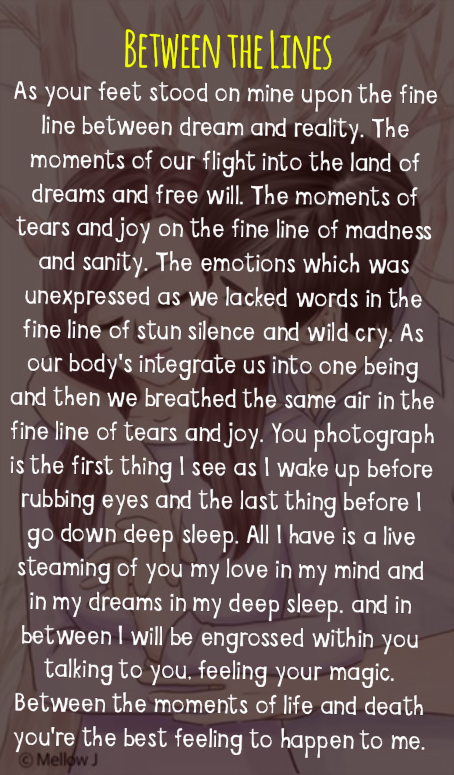 Between the Lines
As your feet stood on mine upon the fine
line between dream and reality. The
moments of our flight into the land of
dreams and free will. The moments of
tears and joy on the fine line of madness
and sanity. The emotions which was
unexpressed as we lacked words in the
fine line of stun silence and wild cry. As
our body's integrate us into one being
and then we breathed the same air in the
fine line of tears and joy. You photograph
is the first thing I see as I wake up before
rubbing eyes and the last thing before I
go down deep sleep. All I have is a live
steaming of you my love in my mind and
in my dreams in my deep sleep. and in
between I will be engrossed within you
talking to you. feeling your magic.
Between the moments of life and death
you're the best feeling to happen to me.
© Mellow J